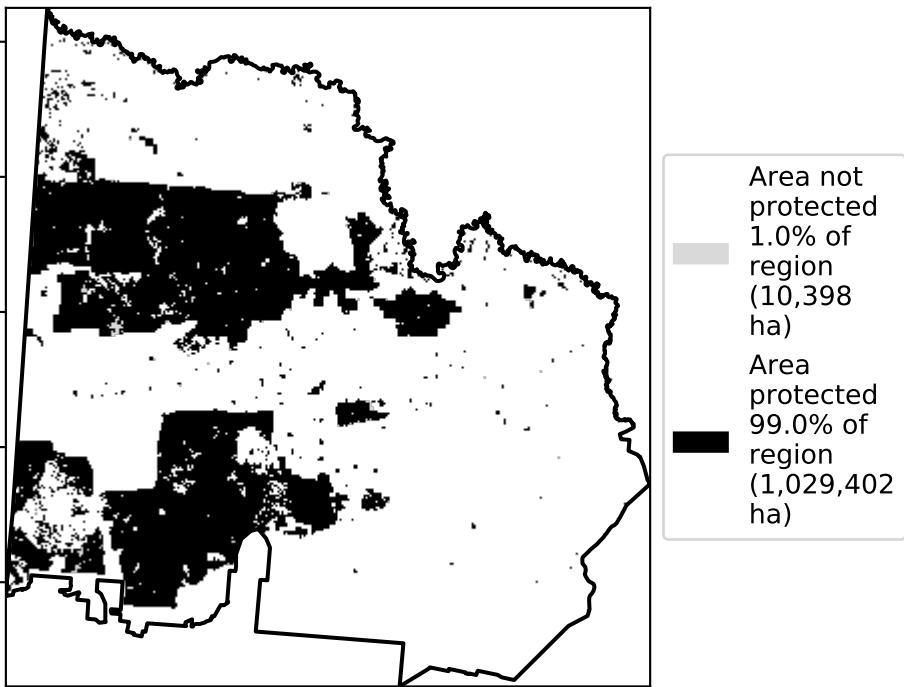 Area not
protected
1.0% of
region
(10,398
ha)
Area
protected
99.0% of
region
(1,029,402
ha)